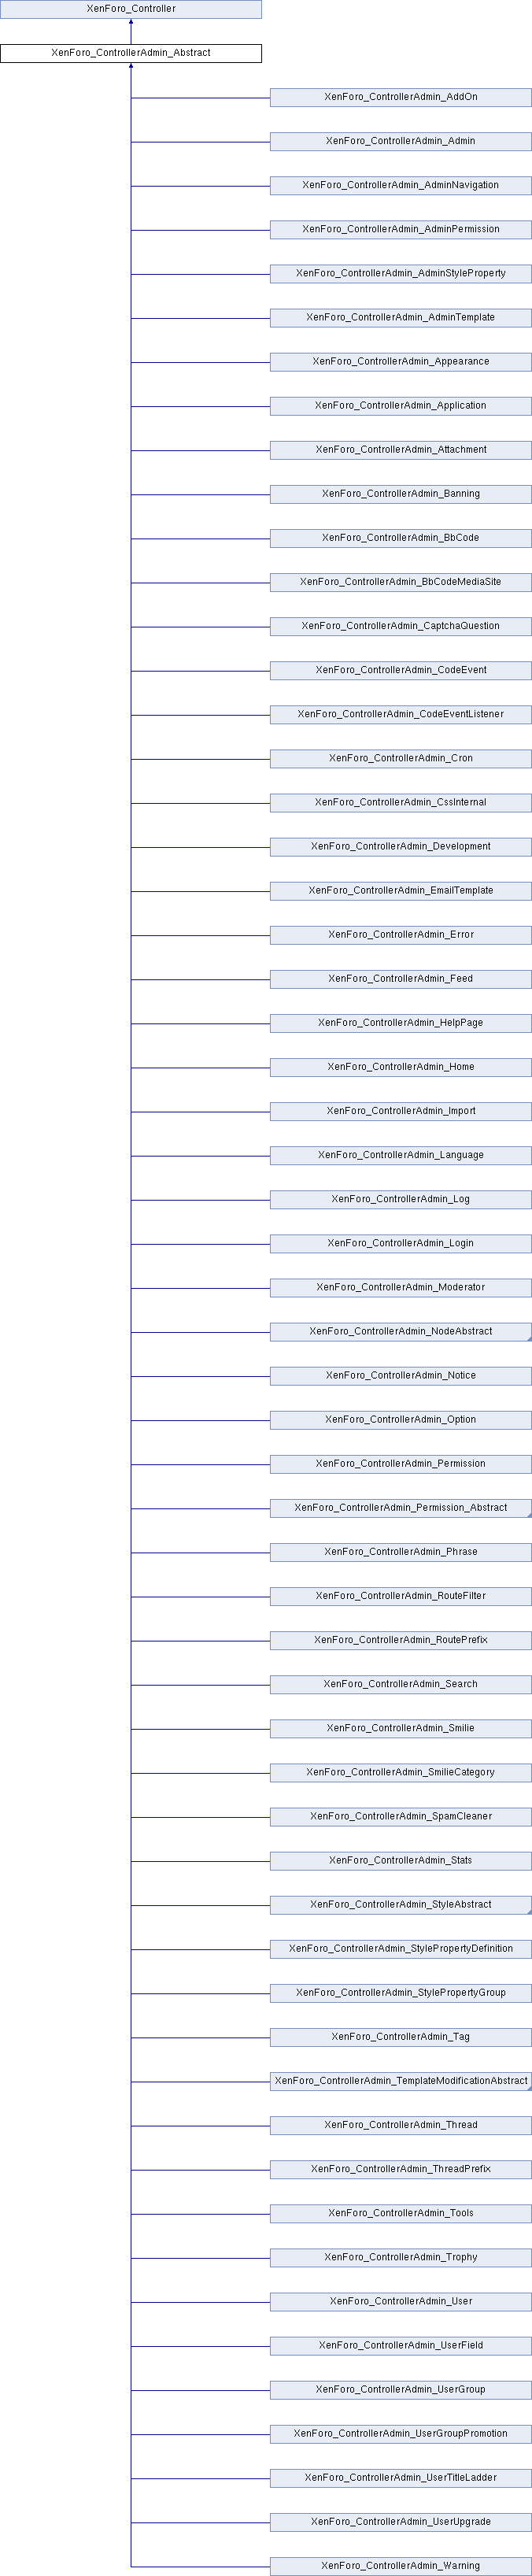 XenForo_Controller
XenForo_ControllerAdmin_Abstract
XenForo_ControllerAdmin_AddOn
XenForo_ControllerAdmin_Admin
XenForo_ControllerAdmin_AdminNavigation
XenForo_ControllerAdmin_AdminPermission
XenForo_ControllerAdmin_AdminStyleProperty
XenForo_ControllerAdmin_AdminTemplate
XenForo_ControllerAdmin_Appearance
XenForo_ControllerAdmin_Application
XenForo_ControllerAdmin_Attachment
XenForo_ControllerAdmin_Banning
XenForo_ControllerAdmin_BbCode
XenForo_ControllerAdmin_BbCodeMediaSite
XenForo_ControllerAdmin_CaptchaQuestion
XenForo_ControllerAdmin_CodeEvent
XenForo_ControllerAdmin_CodeEventListener
XenForo_ControllerAdmin_Cron
XenForo_ControllerAdmin_CssInternal
XenForo_ControllerAdmin_Development
XenForo_ControllerAdmin_EmailTemplate
XenForo_ControllerAdmin_Error
XenForo_ControllerAdmin_Feed
XenForo_ControllerAdmin_HelpPage
XenForo_ControllerAdmin_Home
XenForo_ControllerAdmin_Import
XenForo_ControllerAdmin_Language
XenForo_ControllerAdmin_Log
XenForo_ControllerAdmin_Login
XenForo_ControllerAdmin_Moderator
XenForo_ControllerAdmin_NodeAbstract
XenForo_ControllerAdmin_Notice
XenForo_ControllerAdmin_Option
XenForo_ControllerAdmin_Permission
XenForo_ControllerAdmin_Permission_Abstract
XenForo_ControllerAdmin_Phrase
XenForo_ControllerAdmin_RouteFilter
XenForo_ControllerAdmin_RoutePrefix
XenForo_ControllerAdmin_Search
XenForo_ControllerAdmin_Smilie
XenForo_ControllerAdmin_SmilieCategory
XenForo_ControllerAdmin_SpamCleaner
XenForo_ControllerAdmin_Stats
XenForo_ControllerAdmin_StyleAbstract
XenForo_ControllerAdmin_StylePropertyDefinition
XenForo_ControllerAdmin_StylePropertyGroup
XenForo_ControllerAdmin_Tag
XenForo_ControllerAdmin_TemplateModificationAbstract
XenForo_ControllerAdmin_Thread
XenForo_ControllerAdmin_ThreadPrefix
XenForo_ControllerAdmin_Tools
XenForo_ControllerAdmin_Trophy
XenForo_ControllerAdmin_User
XenForo_ControllerAdmin_UserField
XenForo_ControllerAdmin_UserGroup
XenForo_ControllerAdmin_UserGroupPromotion
XenForo_ControllerAdmin_UserTitleLadder
XenForo_ControllerAdmin_UserUpgrade
XenForo_ControllerAdmin_Warning